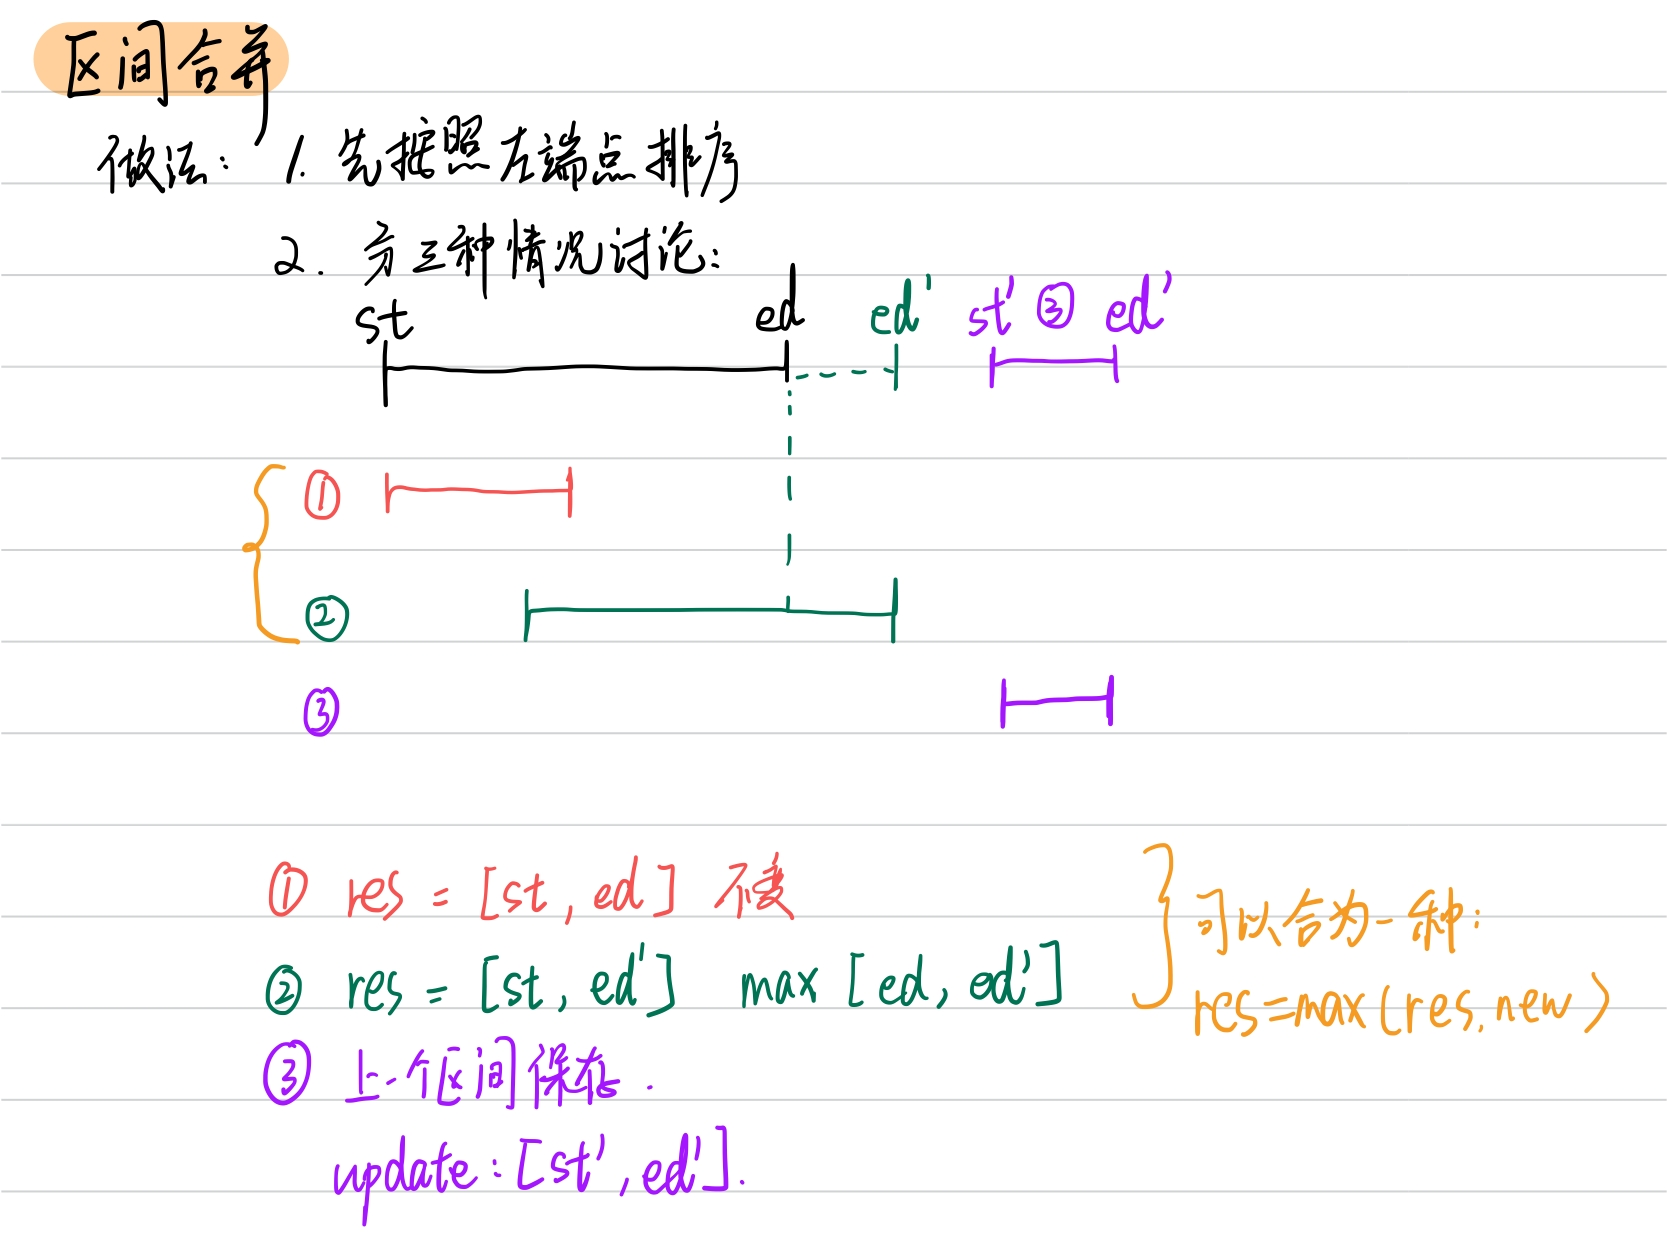 区间合并
做法： 1. 先按照左端点排序
2. 分三种情况讨论：
st ed ed' st' ③ ed'
①
②
③
① res = [st, ed] 不变
② res = [st, ed'] max [ed, ed']
可以合为一种：
res=max(res, new)
③ 上一个区间保存.
update: [st', ed'].